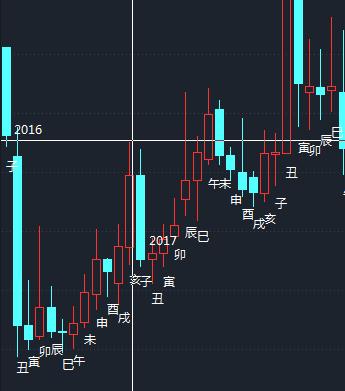 2016
子
丑
寅
卯
辰
巳
午
未
申
酉
戌
亥
子
2017
丑
寅
卯
辰
巳
午
未
申
酉
戌
亥
子
丑
寅
卯
辰
巳